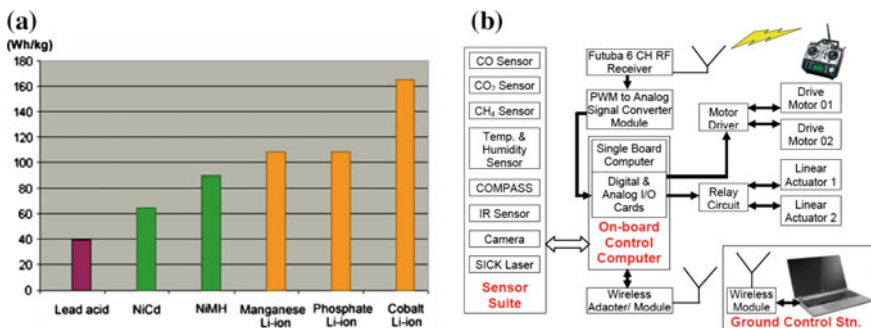 (a)
(Wh/kg)
180
160
140
120
100
80
60
40
20
0
Lead acid
NiCd
NiMH
Manganese
Li-ion
Phosphate
Li-ion
Cobalt
Li-ion
(b)
CO Sensor
CO₂ Sensor
CH₄ Sensor
Temp. &
Humidity
Sensor
COMPASS
IR Sensor
Camera
SICK Laser
Sensor
Suite
Futuba 6 CH RF
Receiver
PWM to Analog
Signal Converter
Module
Single Board
Computer
Digital &
Analog I/O
Cards
On-board
Control
Computer
Wireless
Adapter/ Module
Motor
Driver
Relay
Circuit
Drive
Motor 01
Drive
Motor 02
Linear
Actuator 1
Linear
Actuator 2
Wireless
Module
Ground Control Stn.